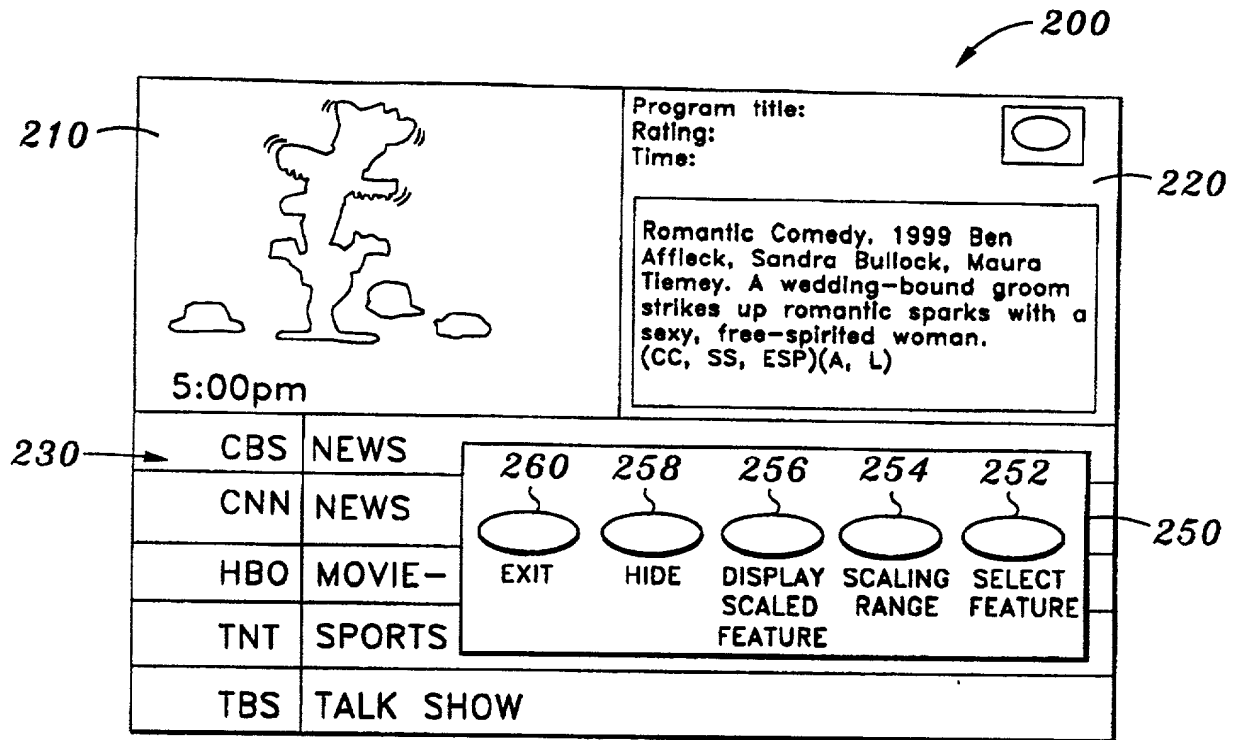 200
210
Program title:
Rating:
Time:
220
Romantic Comedy, 1999 Ben
Affleck, Sandra Bullock, Maura
Tierney. A wedding-bound groom
strikes up romantic sparks with a
sexy, free-spirited woman.
(CC, SS, ESP)(A, L)
5:00pm
230
CBS NEWS
CNN NEWS
HBO MOVIE-
TNT SPORTS
TBS TALK SHOW
260 258 256 254 252
250
EXIT HIDE DISPLAY SCALING SELECT
SCALED RANGE FEATURE
FEATURE